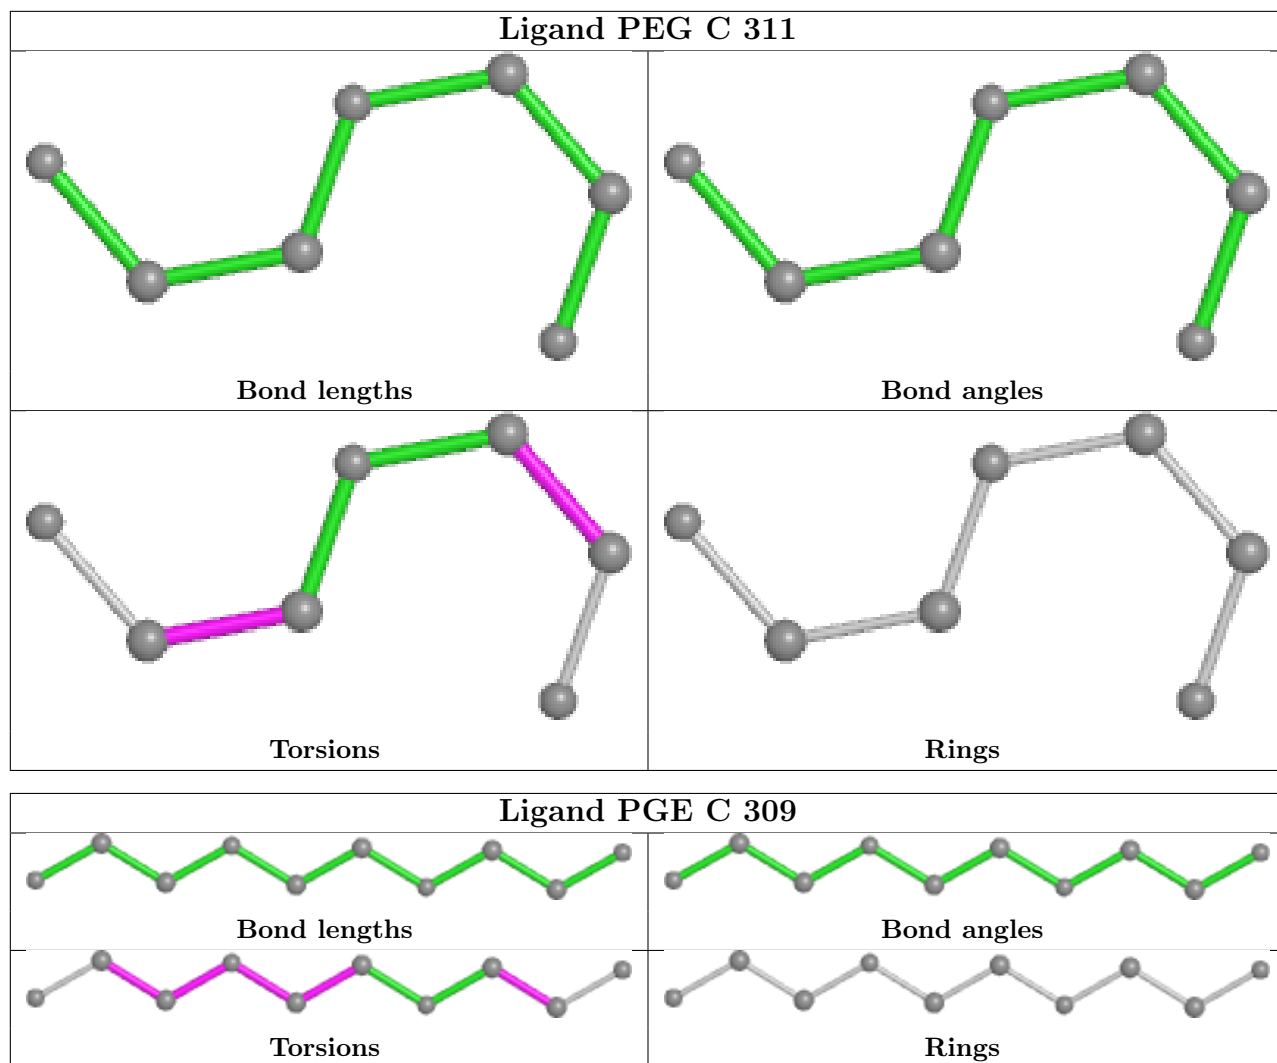 Ligand PEG C 311
Bond lengths
Bond angles
Torsions
Rings
Ligand PGE C 309
Bond lengths
Bond angles
Torsions
Rings